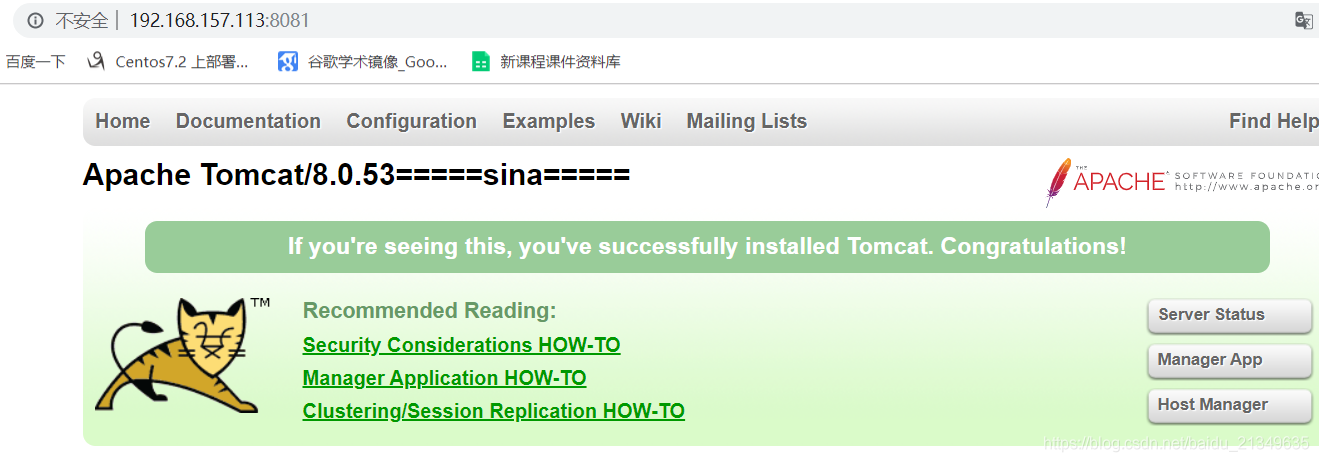 不安全 | 192.168.157.113:8081
百度一下 Centos7.2 上部署... 谷歌学术镜像_Goo... 新课程课件资料库
Home Documentation Configuration Examples Wiki Mailing Lists Find Help
Apache Tomcat/8.0.53=====sina=====
THE APACHE SOFTWARE FOUNDATI
http://www.apache.or
If you're seeing this, you've successfully installed Tomcat. Congratulations!
TM
Recommended Reading:
Security Considerations HOW-TO
Manager Application HOW-TO
Clustering/Session Replication HOW-TO
Server Status
Manager App
Host Manager
https://blog.csdn.net/baidu_21349635